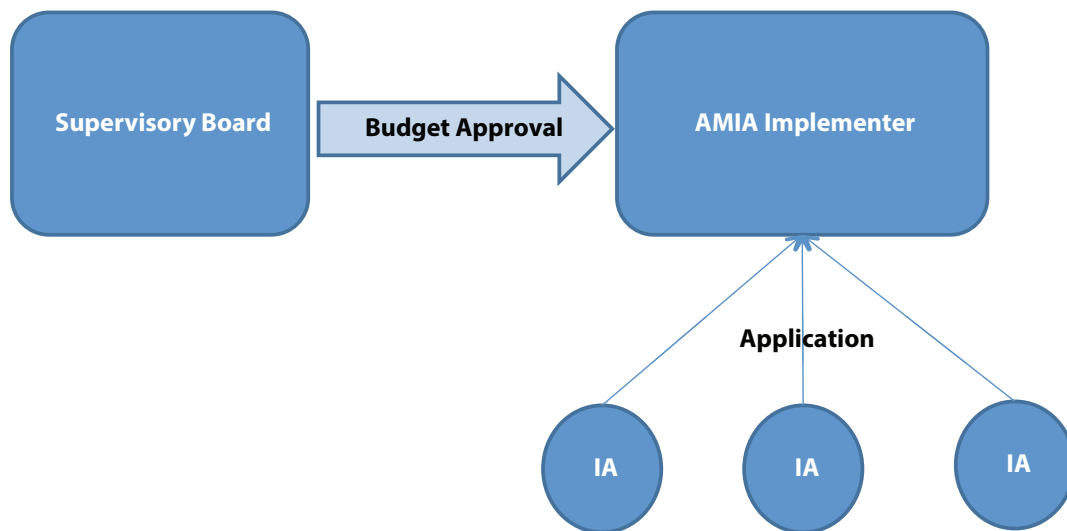 Supervisory Board
Budget Approval
AMIA Implementer
Application
IA
IA
IA